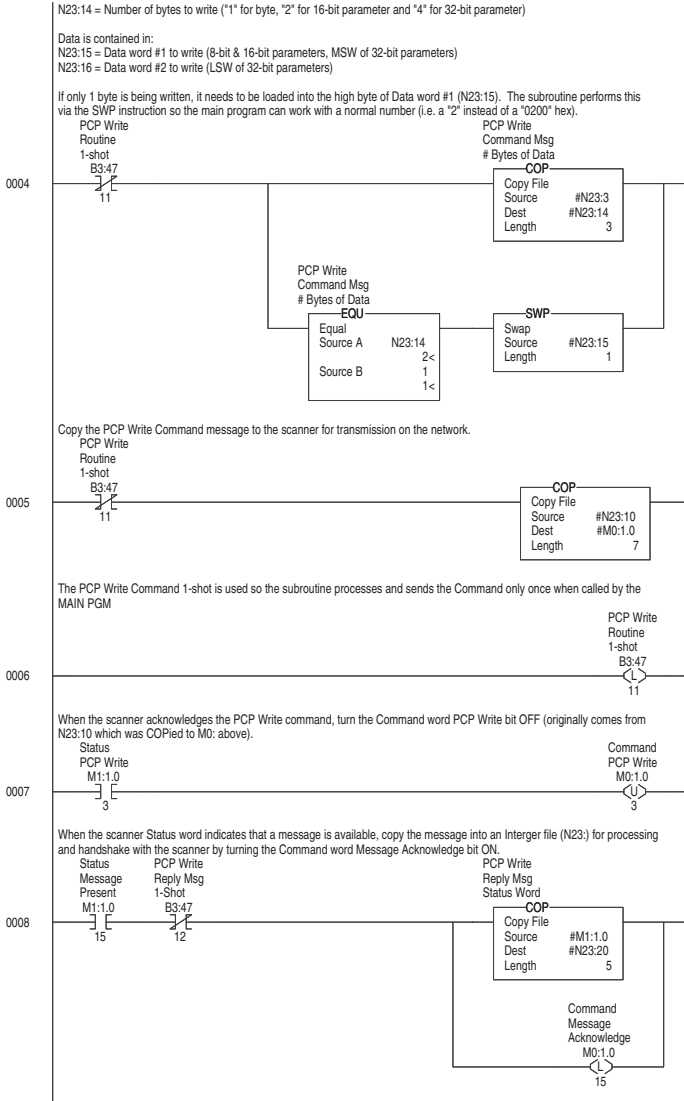 N23:14 = Number of bytes to write ("1" for byte, "2" for 16-bit parameter and "4" for 32-bit parameter)
Data is contained in:
N23:15 = Data word #1 to write (8-bit & 16-bit parameters, MSW of 32-bit parameters)
N23:16 = Data word #2 to write (LSW of 32-bit parameters)
If only 1 byte is being written, it needs to be loaded into the high byte of Data word #1 (N23:15). The subroutine performs this
via the SWP instruction so the main program can work with a normal number (i.e. a "2" instead of a "0200" hex).
PCP Write
Routine
1-shot
B3:47
11
0004
PCP Write
Command Msg
# Bytes of Data
COP
Copy File
Source #N23:3
Dest #N23:14
Length 3
PCP Write
Command Msg
# Bytes of Data
EQU
Equal
Source A N23:14
2<
Source B 1
1<
SWP
Swap
Source #N23:15
Length 1
Copy the PCP Write Command message to the scanner for transmission on the network.
PCP Write
Routine
1-shot
B3:47
11
0005
COP
Copy File
Source #N23:10
Dest #M0:1.0
Length 7
The PCP Write Command 1-shot is used so the subroutine processes and sends the Command only once when called by the
MAIN PGM
0006
PCP Write
Routine
1-shot
B3:47
L
11
When the scanner acknowledges the PCP Write command, turn the Command word PCP Write bit OFF (originally comes from
N23:10 which was COPied to M0: above).
Status
PCP Write
M1:1.0
3
0007
Command
PCP Write
M0:1.0
U
3
When the scanner Status word indicates that a message is available, copy the message into an Interger file (N23:) for processing
and handshake with the scanner by turning the Command word Message Acknowledge bit ON.
Status
Message
Present
M1:1.0
15
PCP Write
Reply Msg
1-Shot
B3:47
12
0008
PCP Write
Reply Msg
Status Word
COP
Copy File
Source #M1:1.0
Dest #N23:20
Length 5
Command
Message
Acknowledge
M0:1.0
L
15